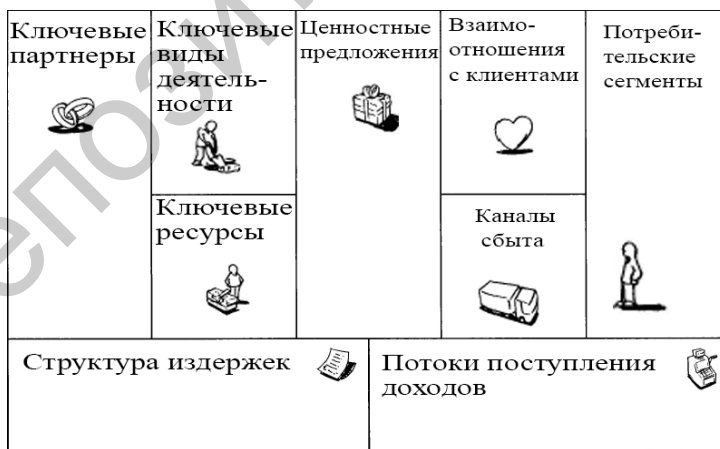 Ключевые
партнеры
Ключевые
виды
деятель-
ности
Ключевые
ресурсы
Ценностные
предложения
Взаимо-
отношения
с клиентами
Каналы
сбыта
Потреби-
тельские
сегменты
Структура издержек
Потоки поступления
доходов